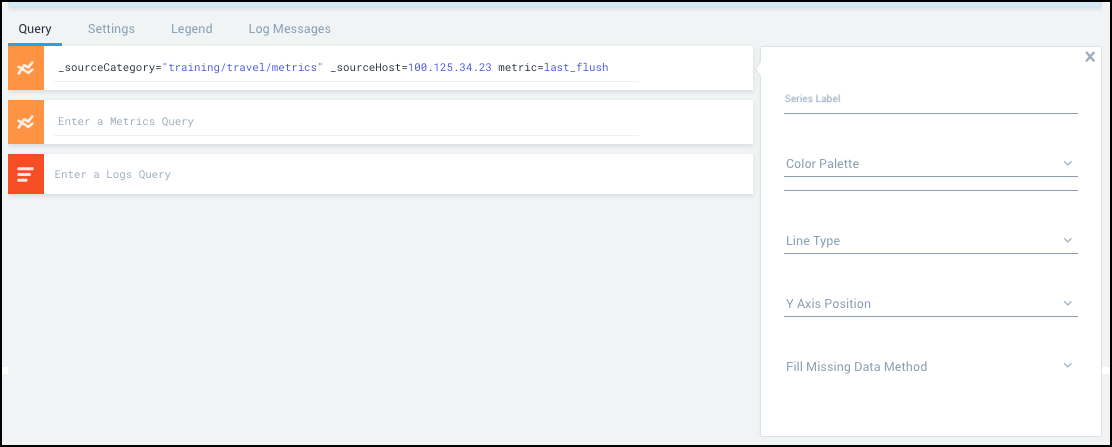 Query Settings Legend Log Messages
_sourceCategory="training/travel/metrics" _sourceHost=100.125.34.23 metric=last_flush
Enter a Metrics Query
Enter a Logs Query
X
Series Label
Color Palette
Line Type
Y Axis Position
Fill Missing Data Method